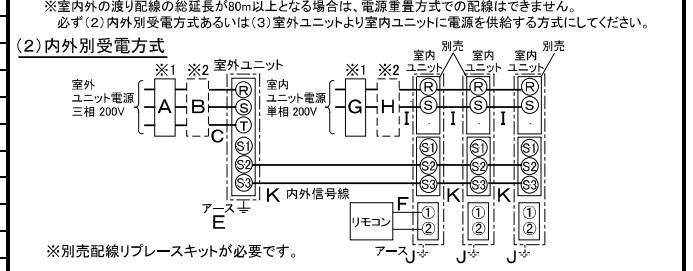 ※室内外の渡り配線の総延長が80m以上となる場合は、電源重畳方式での配線はできません。
必ず(2)内外別受電方式あるいは(3)室外ユニットより室内ユニットに電源を供給する方式にしてください。
(2)内外別受電方式
※1 ※2 室外ユニット
室外
ユニット電源
三相 200V
A B
C
R
S
T
S1
S2
S3
アース
E
K 内外信号線
※1 ※2
室内
ユニット電源
単相 200V
G H
室内
ユニット
別売
室内
ユニット
室内
ユニット
別売
R R R
S S S
I I I
S1 S1 S1
S2 S2 S2
S3 S3 S3
K K
F
リモコン
① ① ①
② ② ②
アース J J J
※別売配線リプレースキットが必要です。